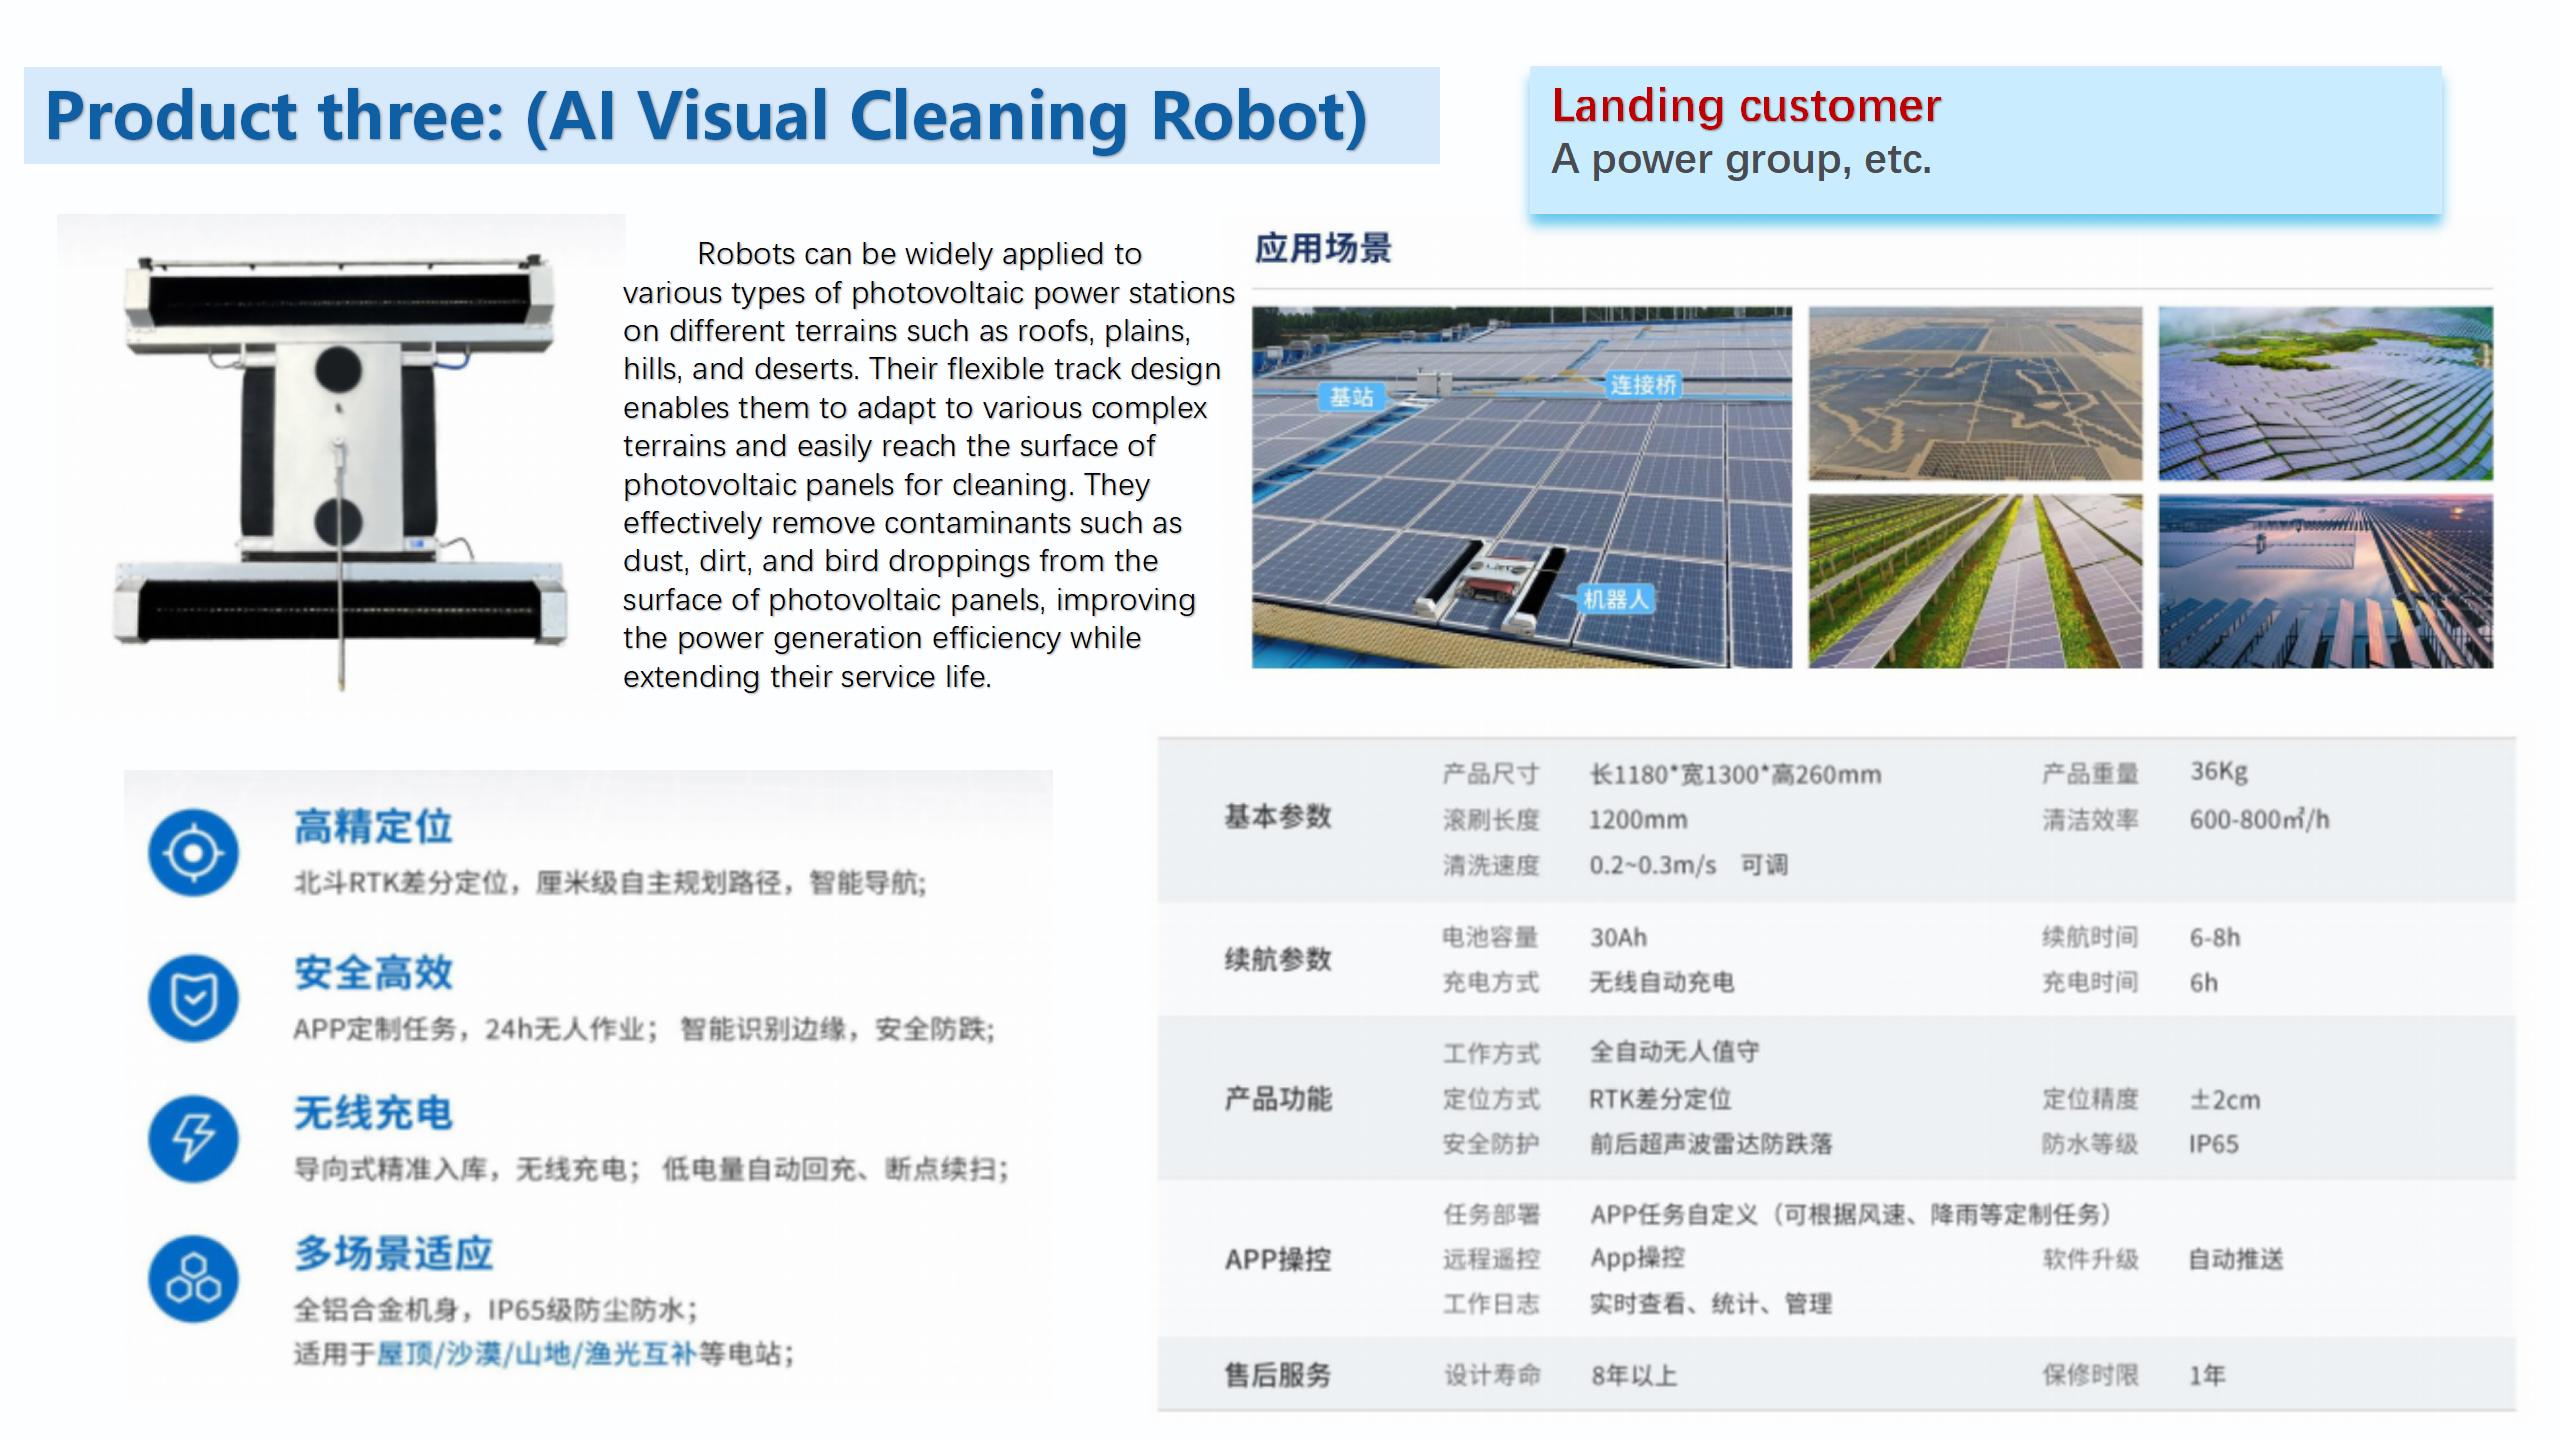 Product three: (AI Visual Cleaning Robot)
Landing customer
A power group, etc.
Robots can be widely applied to
various types of photovoltaic power stations
on different terrains such as roofs, plains,
hills, and deserts. Their flexible track design
enables them to adapt to various complex
terrains and easily reach the surface of
photovoltaic panels for cleaning. They
effectively remove contaminants such as
dust, dirt, and bird droppings from the
surface of photovoltaic panels, improving
the power generation efficiency while
extending their service life.
应用场景
基站
连接桥
机器人
高精定位
北斗RTK差分定位，厘米级自主规划路径，智能导航;
安全高效
APP定制任务，24h无人作业； 智能识别边缘，安全防跌;
无线充电
导向式精准入库，无线充电； 低电量自动回充、断点续扫；
多场景适应
全铝合金机身，IP65级防尘防水；
适用于屋顶/沙漠/山地/渔光互补等电站；
基本参数
产品尺寸 长1180*宽1300*高260mm 产品重量 36Kg
滚刷长度 1200mm 清洁效率 600-800㎡/h
清洗速度 0.2~0.3m/s 可调
续航参数
电池容量 30Ah 续航时间 6-8h
充电方式 无线自动充电 充电时间 6h
产品功能
工作方式 全自动无人值守
定位方式 RTK差分定位 定位精度 ±2cm
安全防护 前后超声波雷达防跌落 防水等级 IP65
APP操控
任务部署 APP任务自定义（可根据风速、降雨等定制任务）
远程遥控 App操控 软件升级 自动推送
工作日志 实时查看、统计、管理
售后服务 设计寿命 8年以上 保修时限 1年